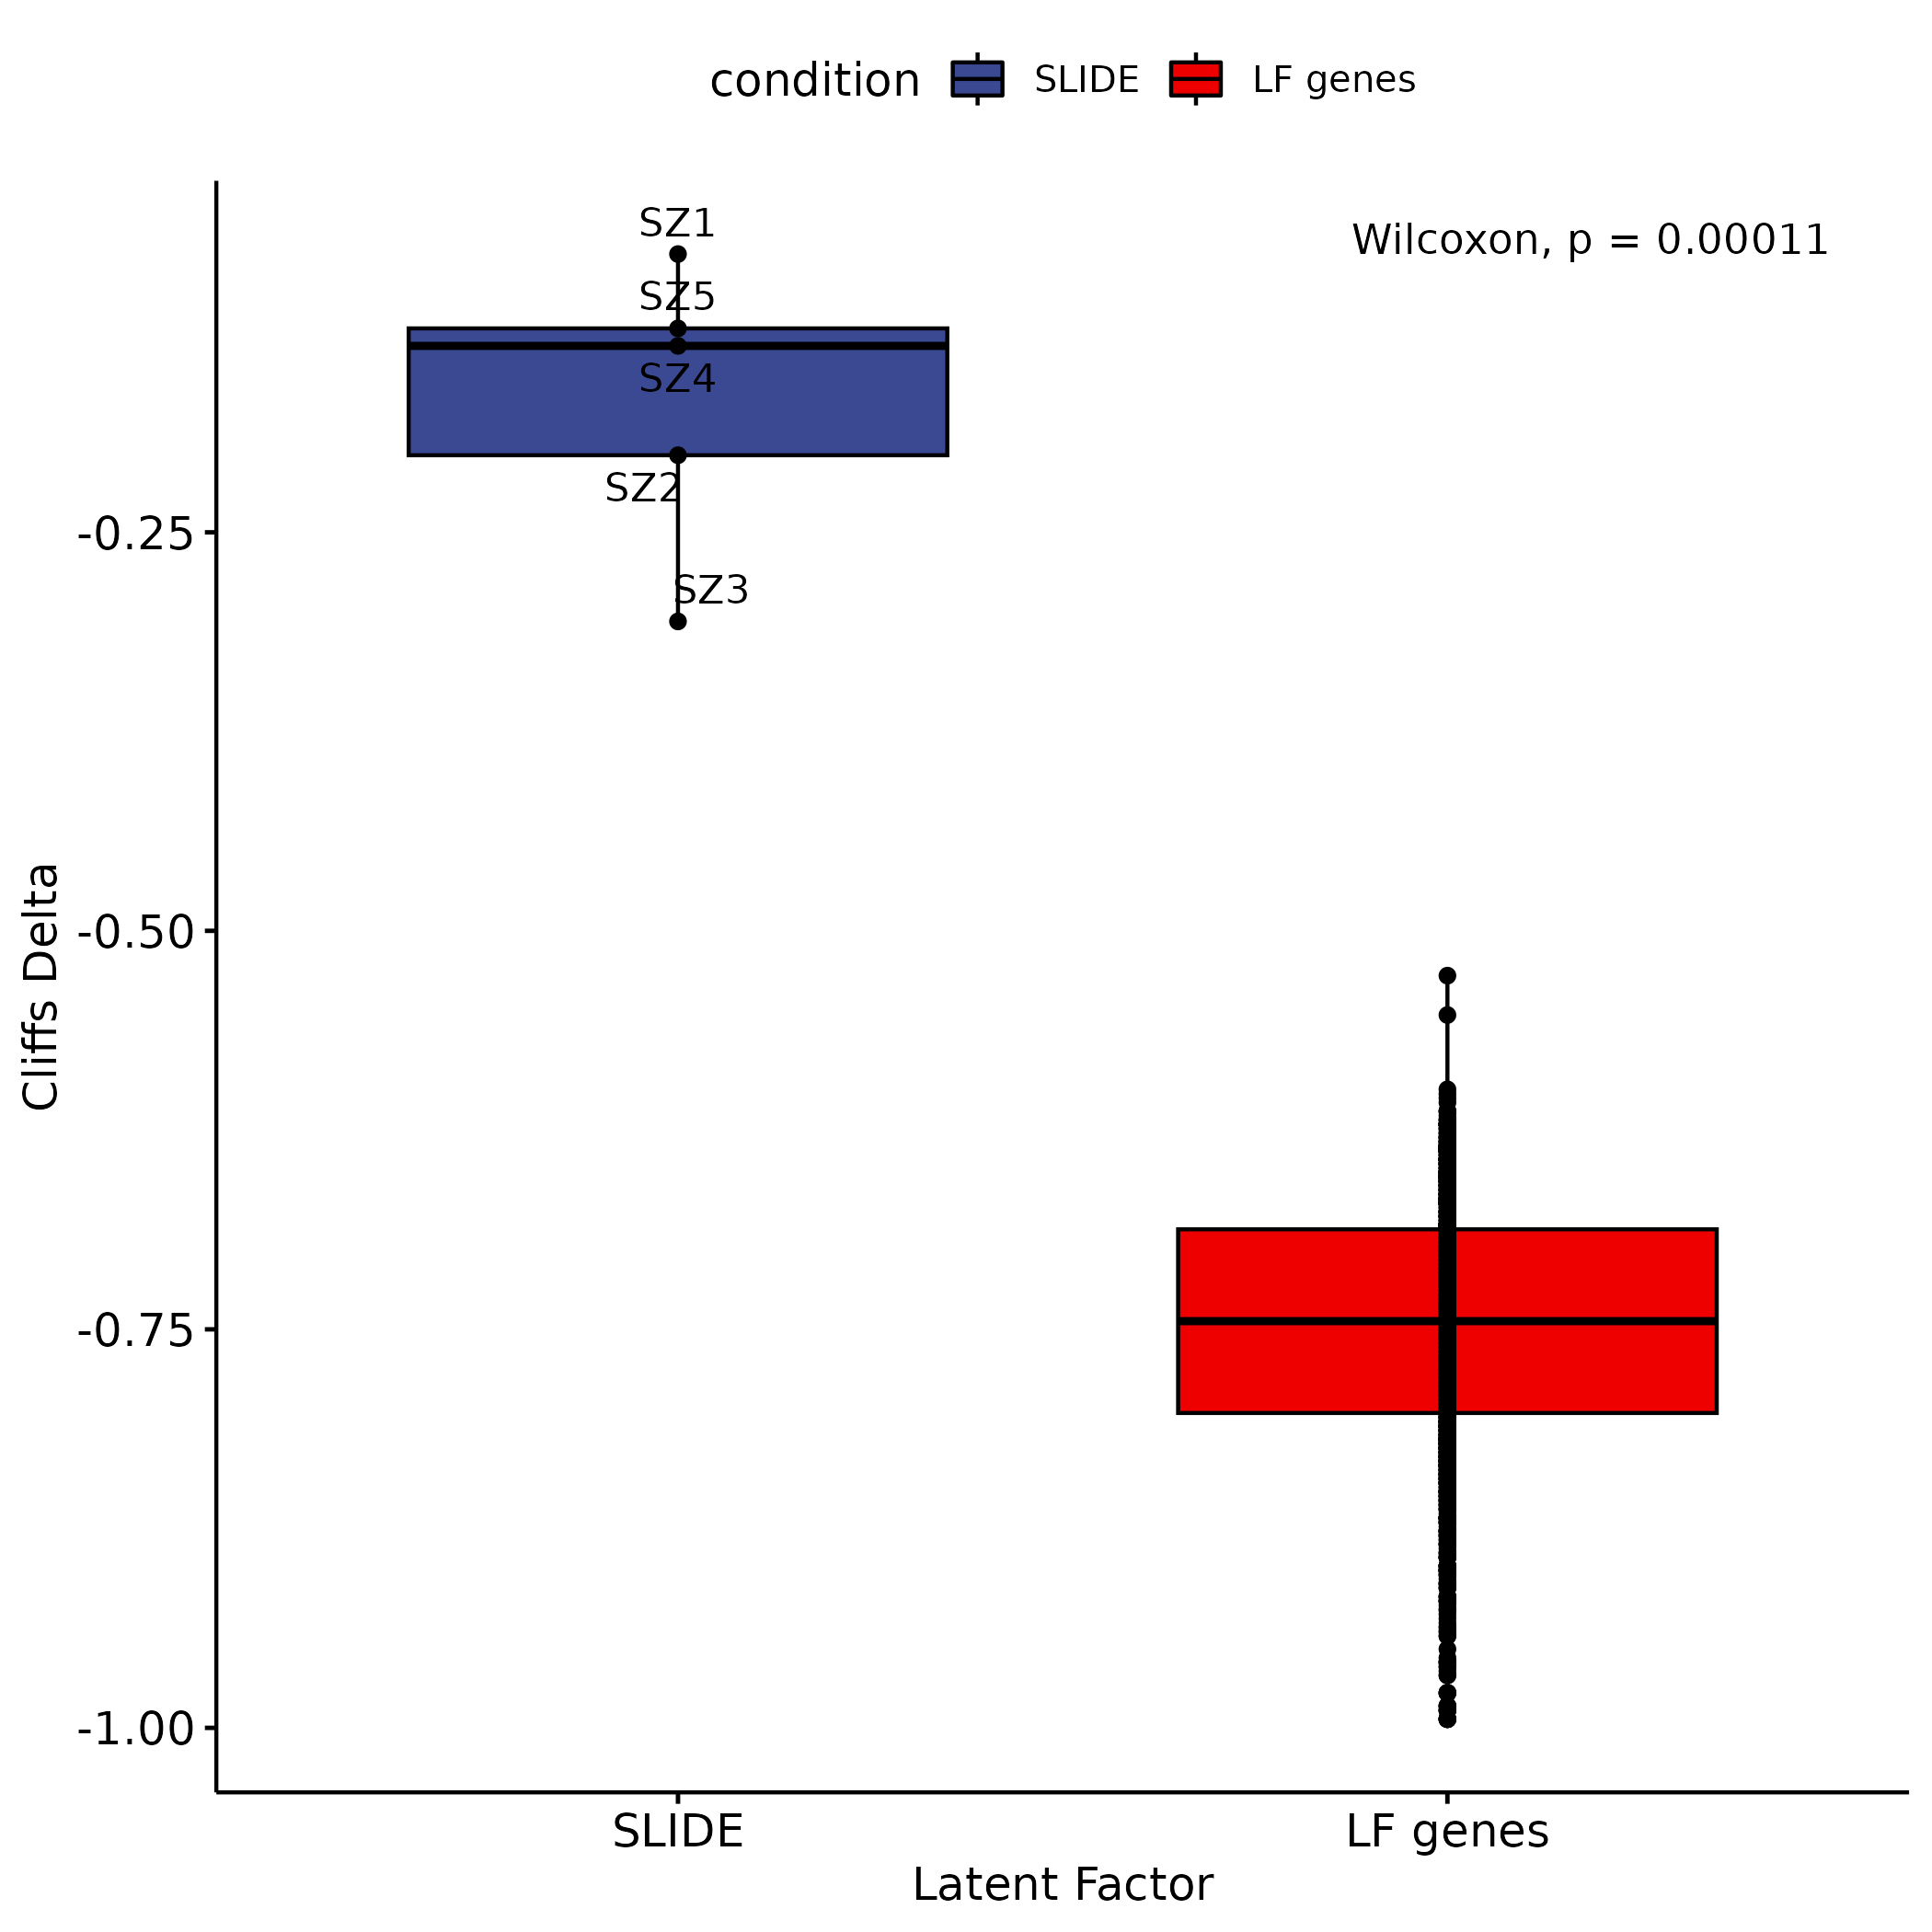 condition SLIDE LF genes
SZ1
Wilcoxon, p = 0.00011
SZ5
SZ4
SZ2
-0.25
SZ3
Cliffs Delta
-0.50
-0.75
-1.00
SLIDE LF genes
Latent Factor